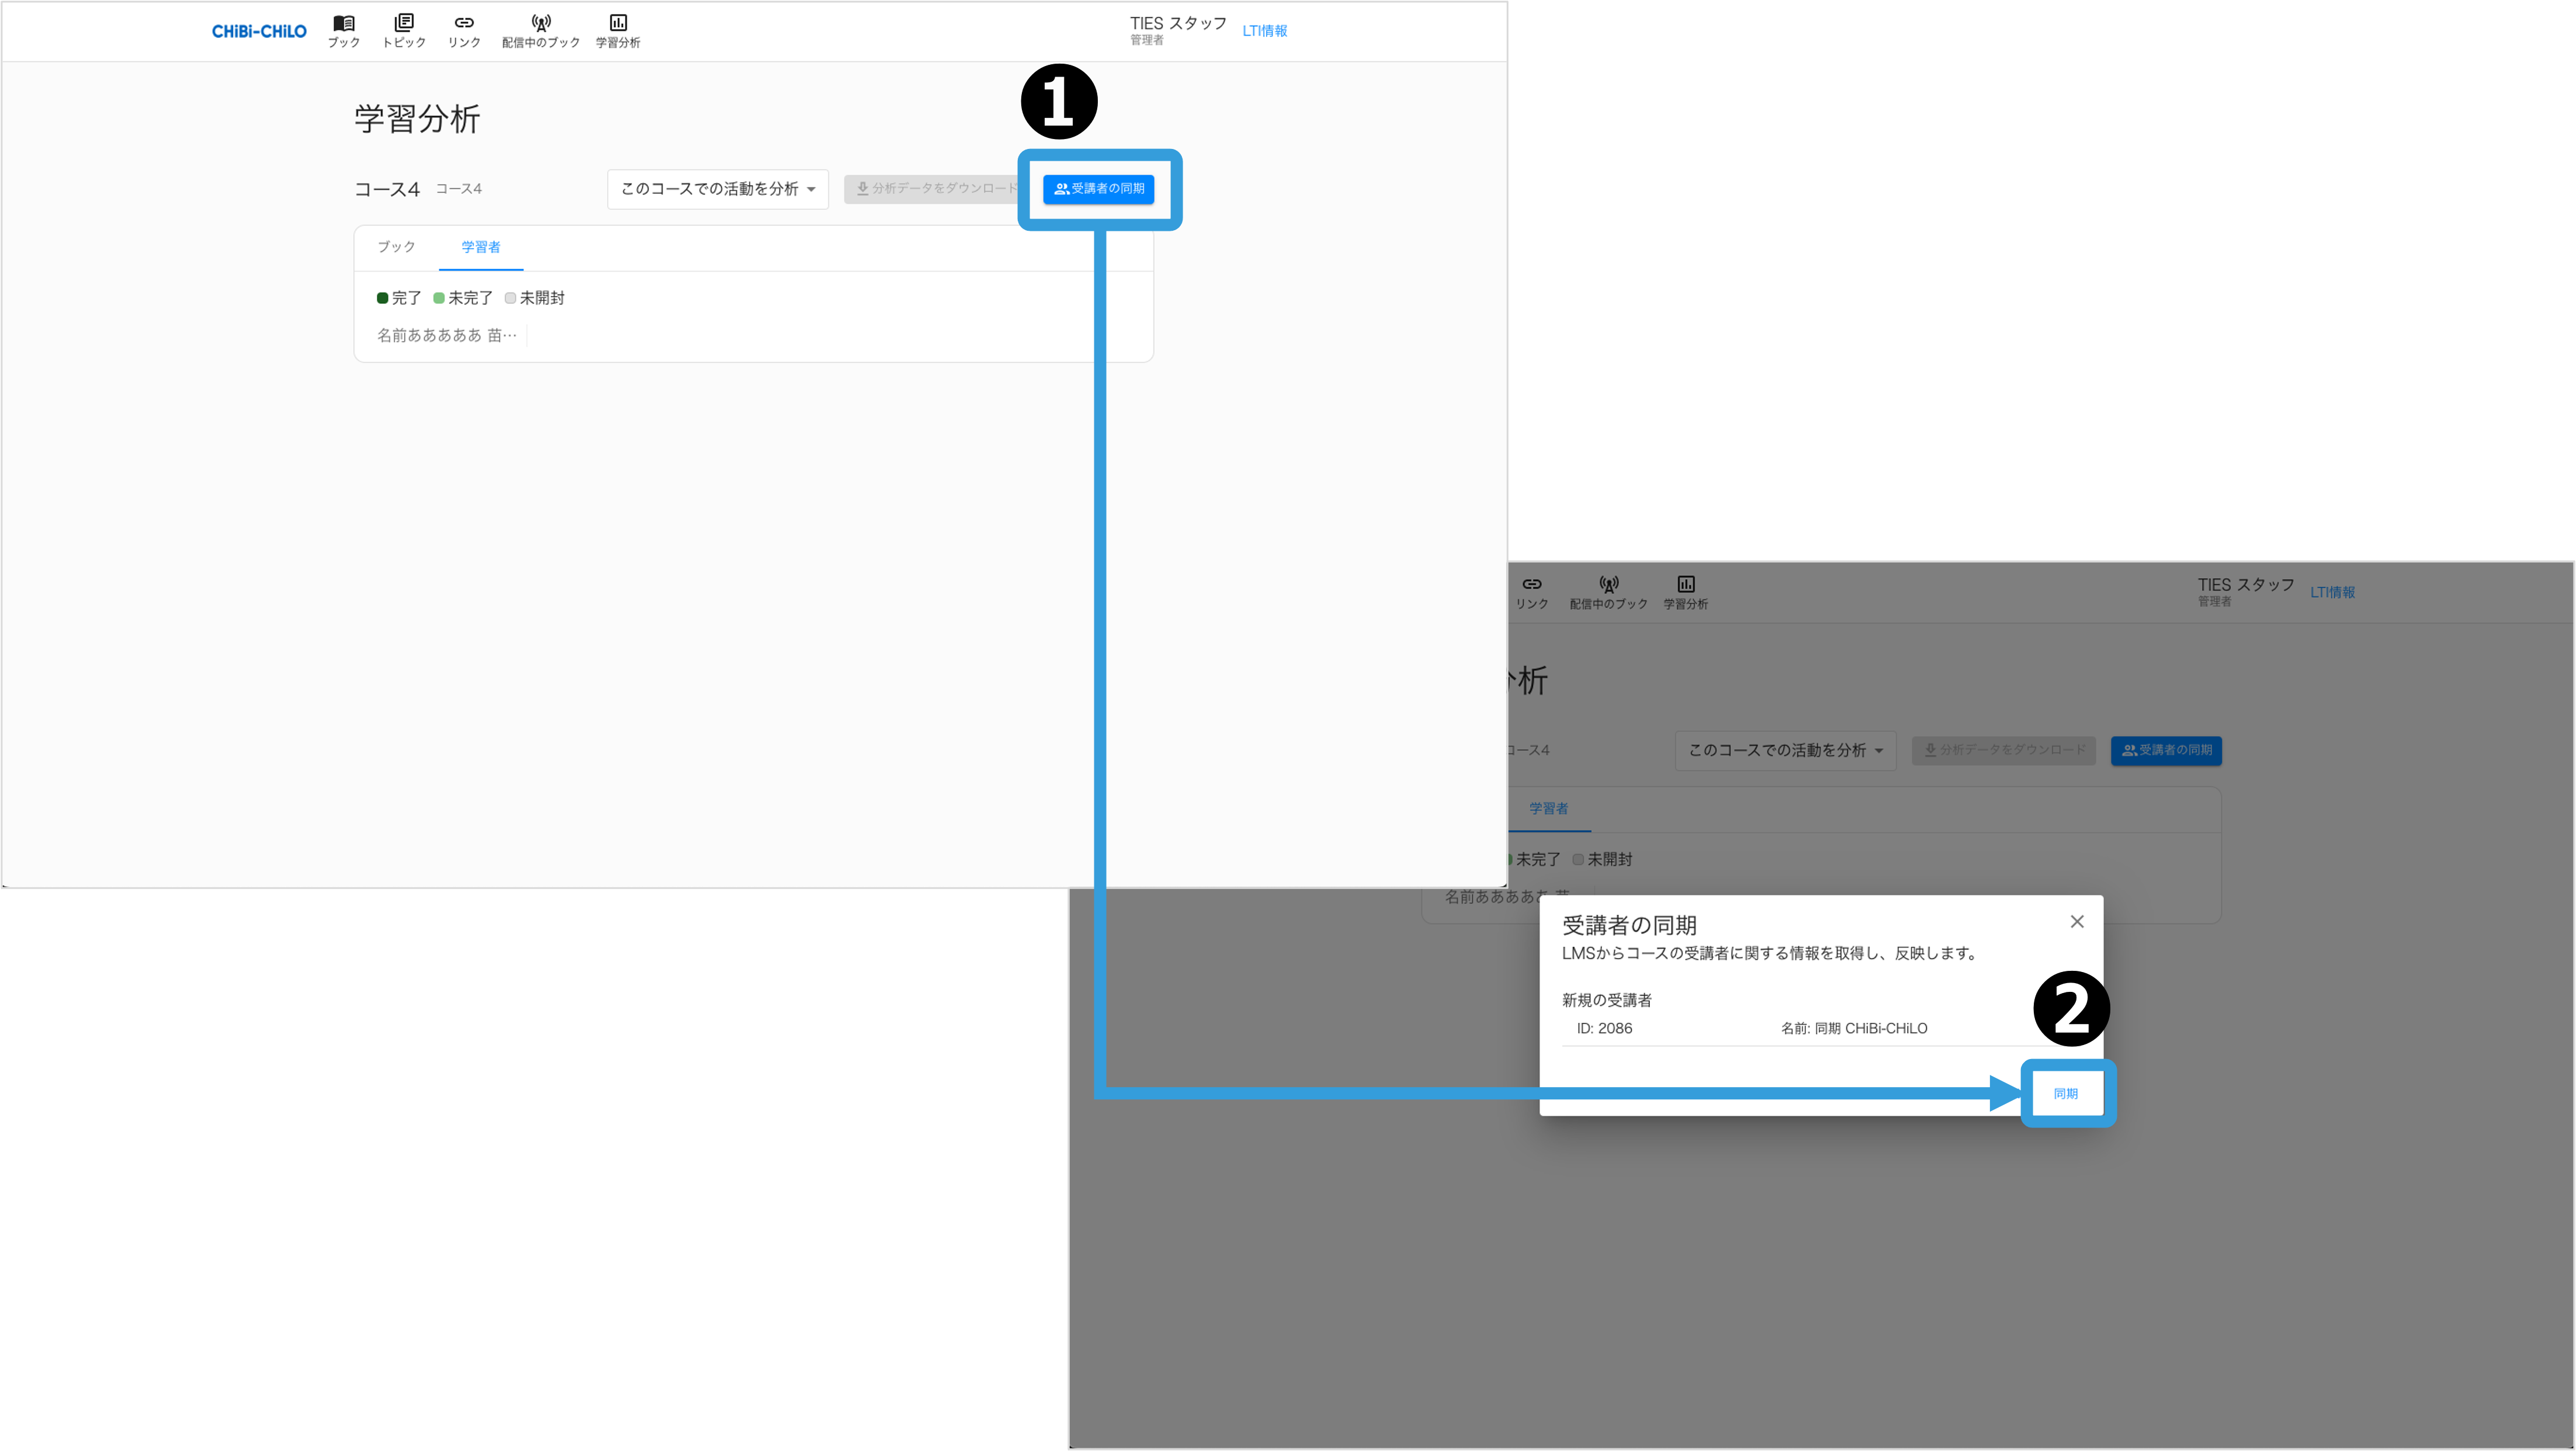 CHiBi-CHiLO
ブック
トピック
リンク
配信中のブック
学習分析
TIES スタッフ
管理者
LTI情報
1
学習分析
コース4 コース4
このコースでの活動を分析
分析データをダウンロード
受講者の同期
ブック 学習者
完了 未完了 未開封
名前あああああ 苗…
リンク
配信中のブック
学習分析
TIES スタッフ
管理者
LTI情報
分析
コース4
このコースでの活動を分析
分析データをダウンロード
受講者の同期
学習者
未完了 未開封
名前あああああ 苗
受講者の同期
LMSからコースの受講者に関する情報を取得し、反映します。
2
新規の受講者
ID: 2086 名前: 同期 CHiBi-CHiLO
同期